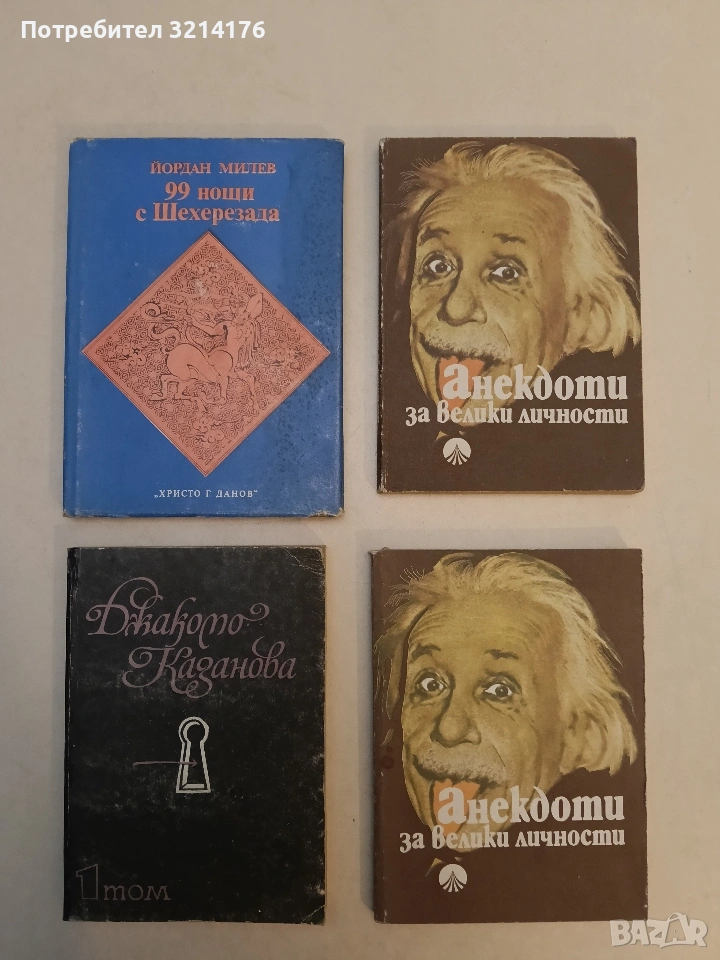 Потребител 3214176
ЙОРДАН МИЛЕВ
99 нощи
с Шехерезада
„ХРИСТО Г ДАНОВ"
Анекдоти
за велики личности
Джакомо
Казанова
1 том
Анекдоти
за велики личности
BAZAR